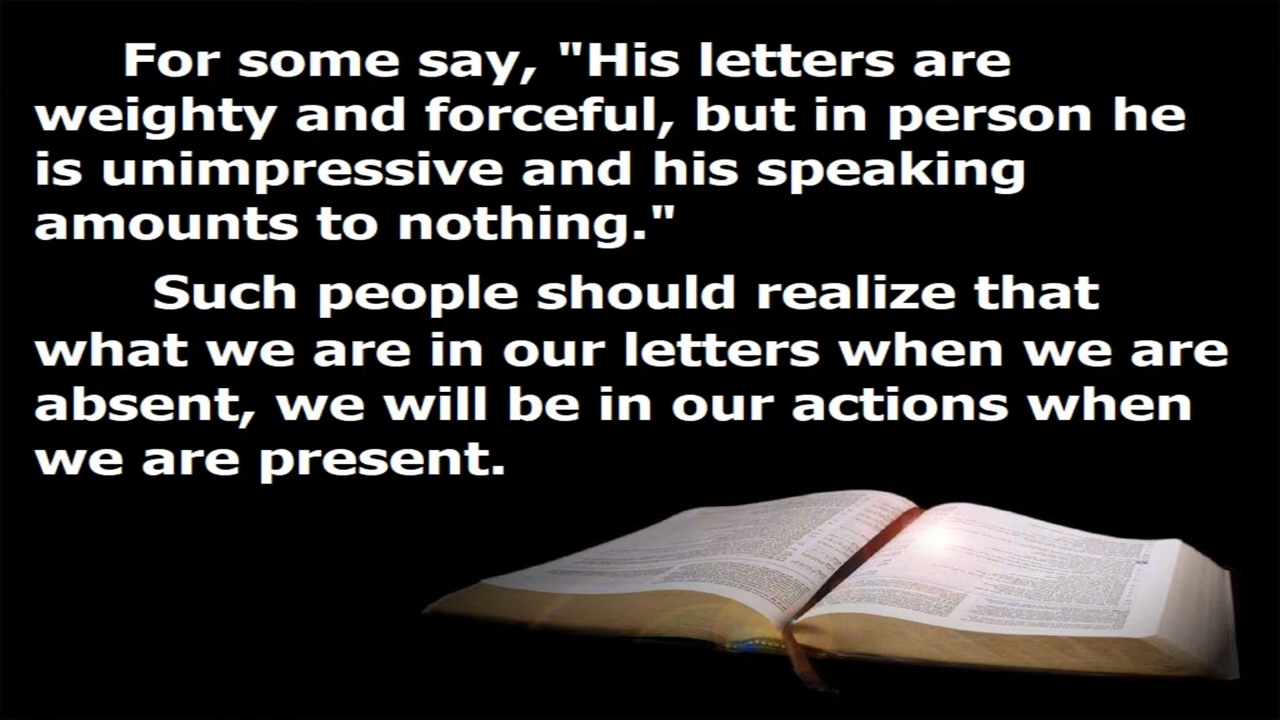 For some say, "His letters are
weighty and forceful, but in person he
is unimpressive and his speaking
amounts to nothing."
Such people should realize that
what we are in our letters when we are
absent, we will be in our actions when
we are present.